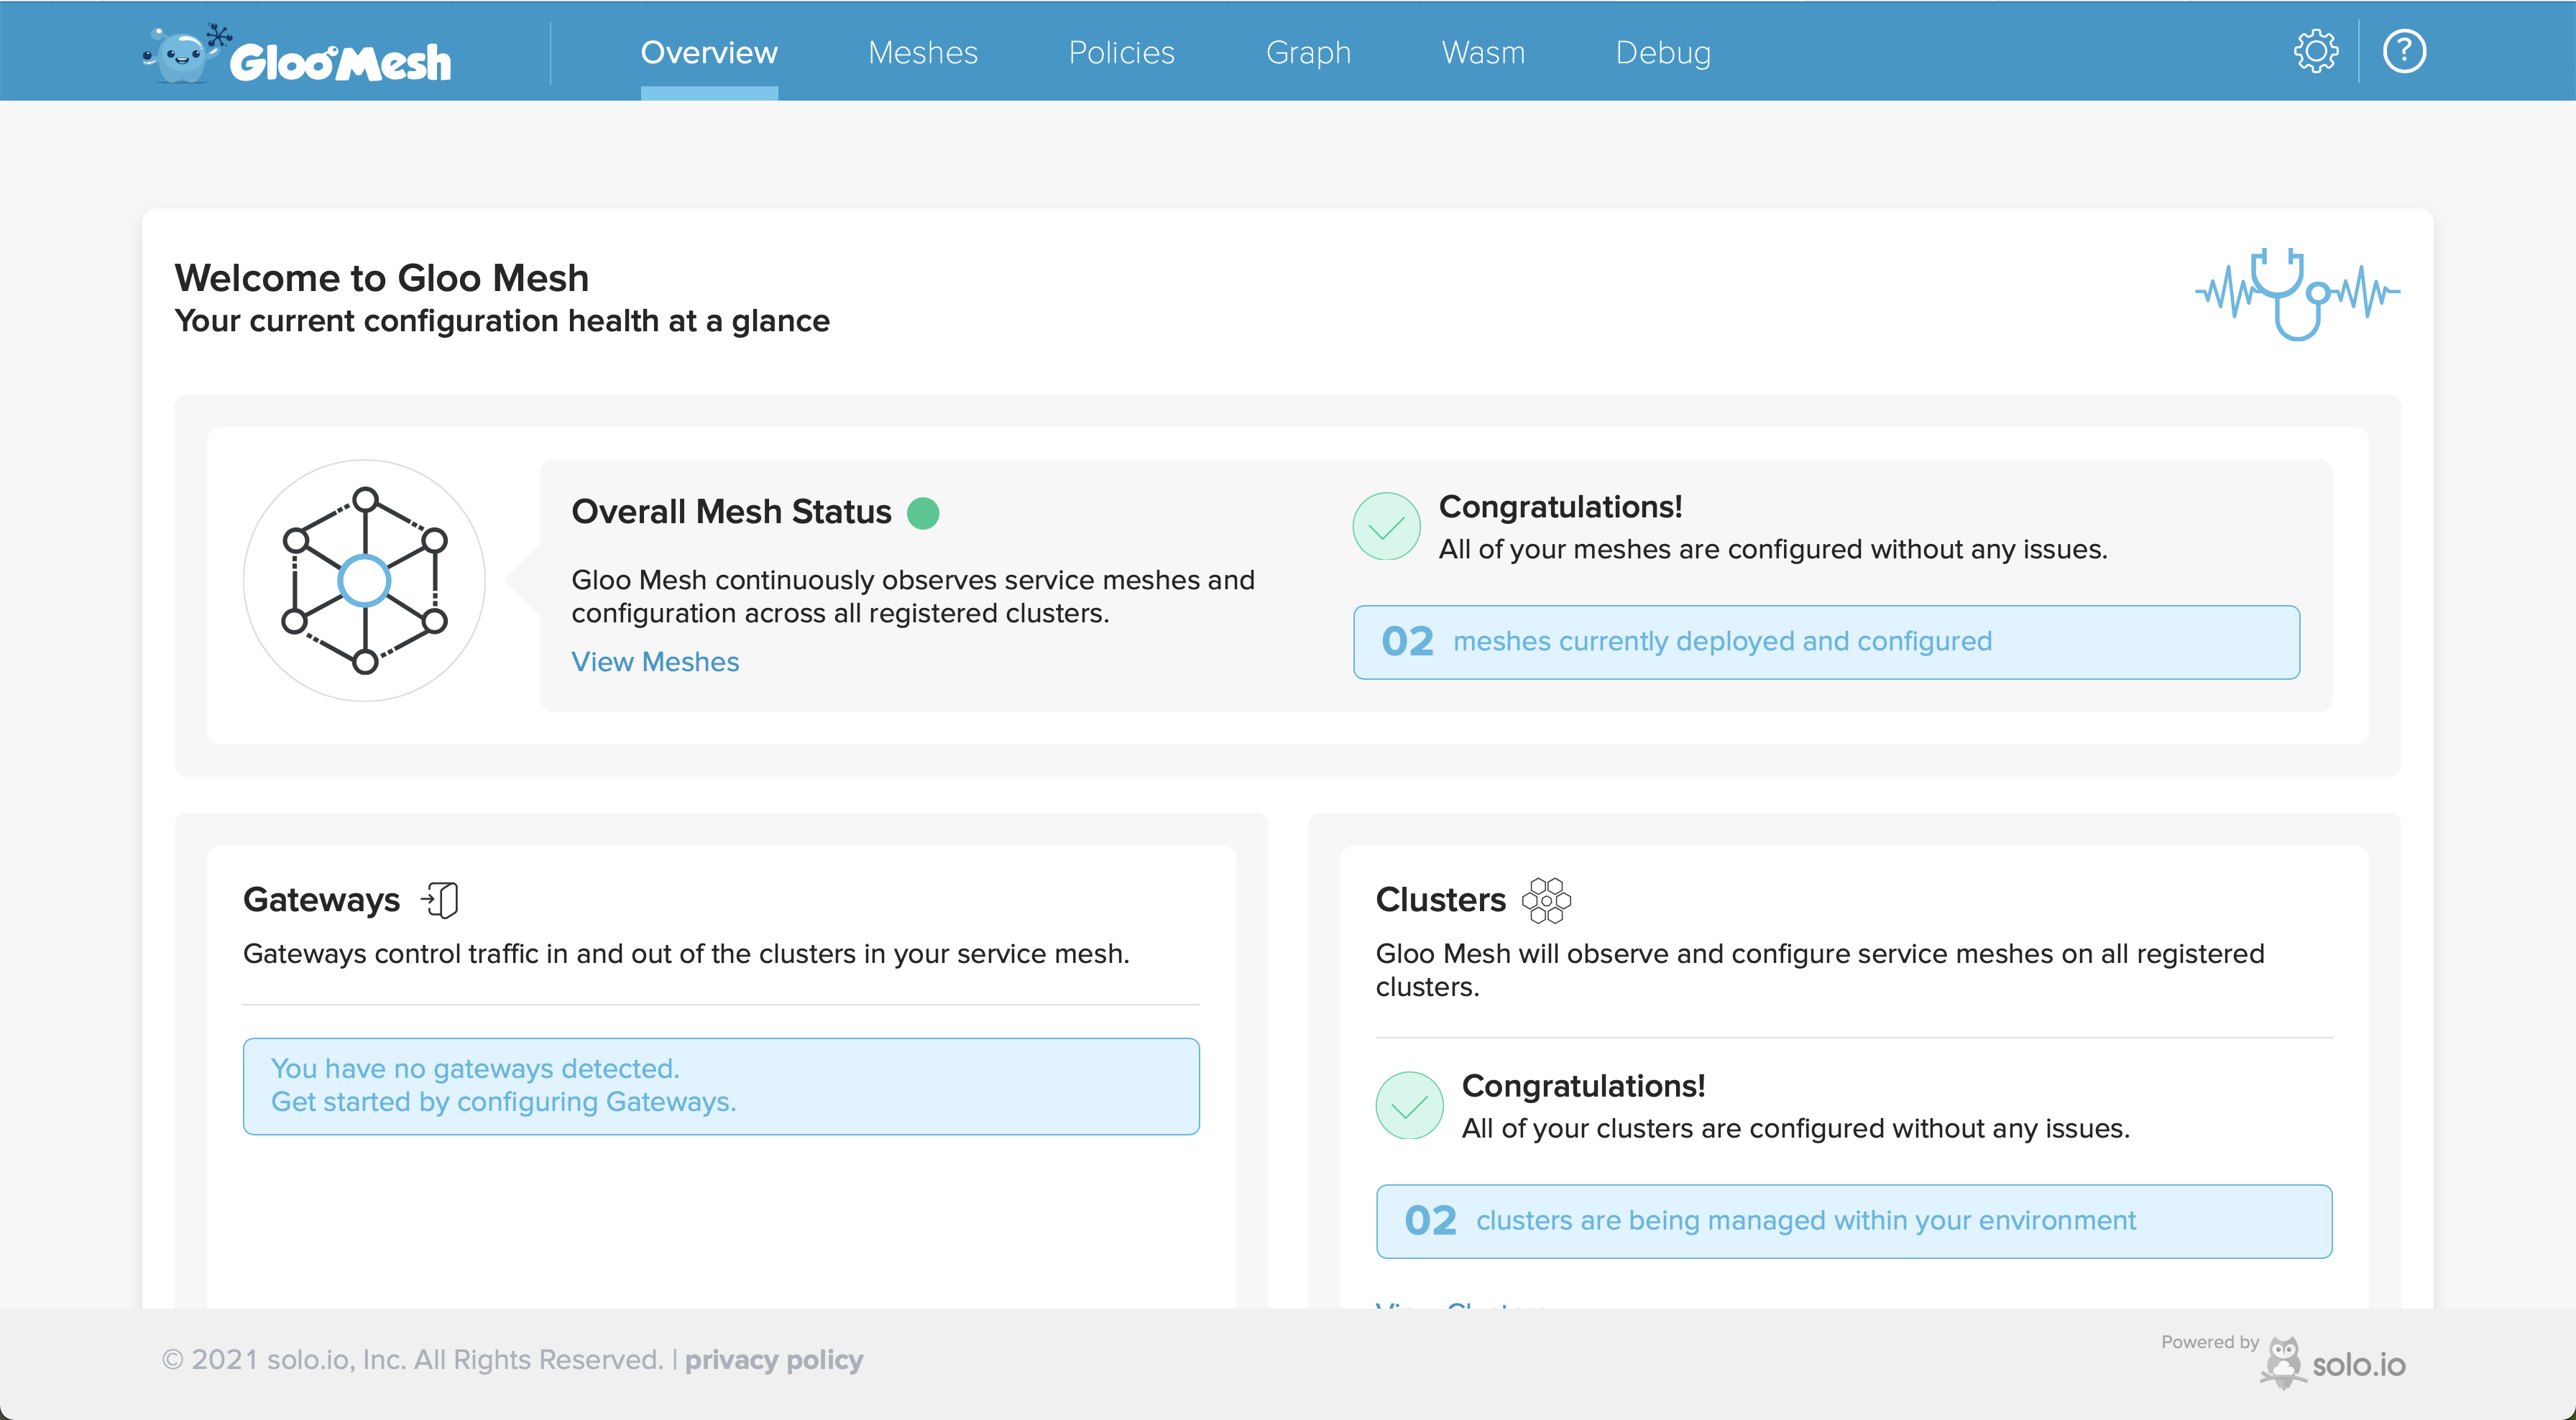 Gloo Mesh
Overview
Meshes
Policies
Graph
Wasm
Debug
?
Welcome to Gloo Mesh
Your current configuration health at a glance
Overall Mesh Status
Gloo Mesh continuously observes service meshes and
configuration across all registered clusters.
View Meshes
Congratulations!
All of your meshes are configured without any issues.
02 meshes currently deployed and configured
Gateways
Gateways control traffic in and out of the clusters in your service mesh.
You have no gateways detected.
Get started by configuring Gateways.
Clusters
Gloo Mesh will observe and configure service meshes on all registered
clusters.
Congratulations!
All of your clusters are configured without any issues.
02 clusters are being managed within your environment
View Clusters
© 2021 solo.io, Inc. All Rights Reserved. | privacy policy
Powered by
solo.io